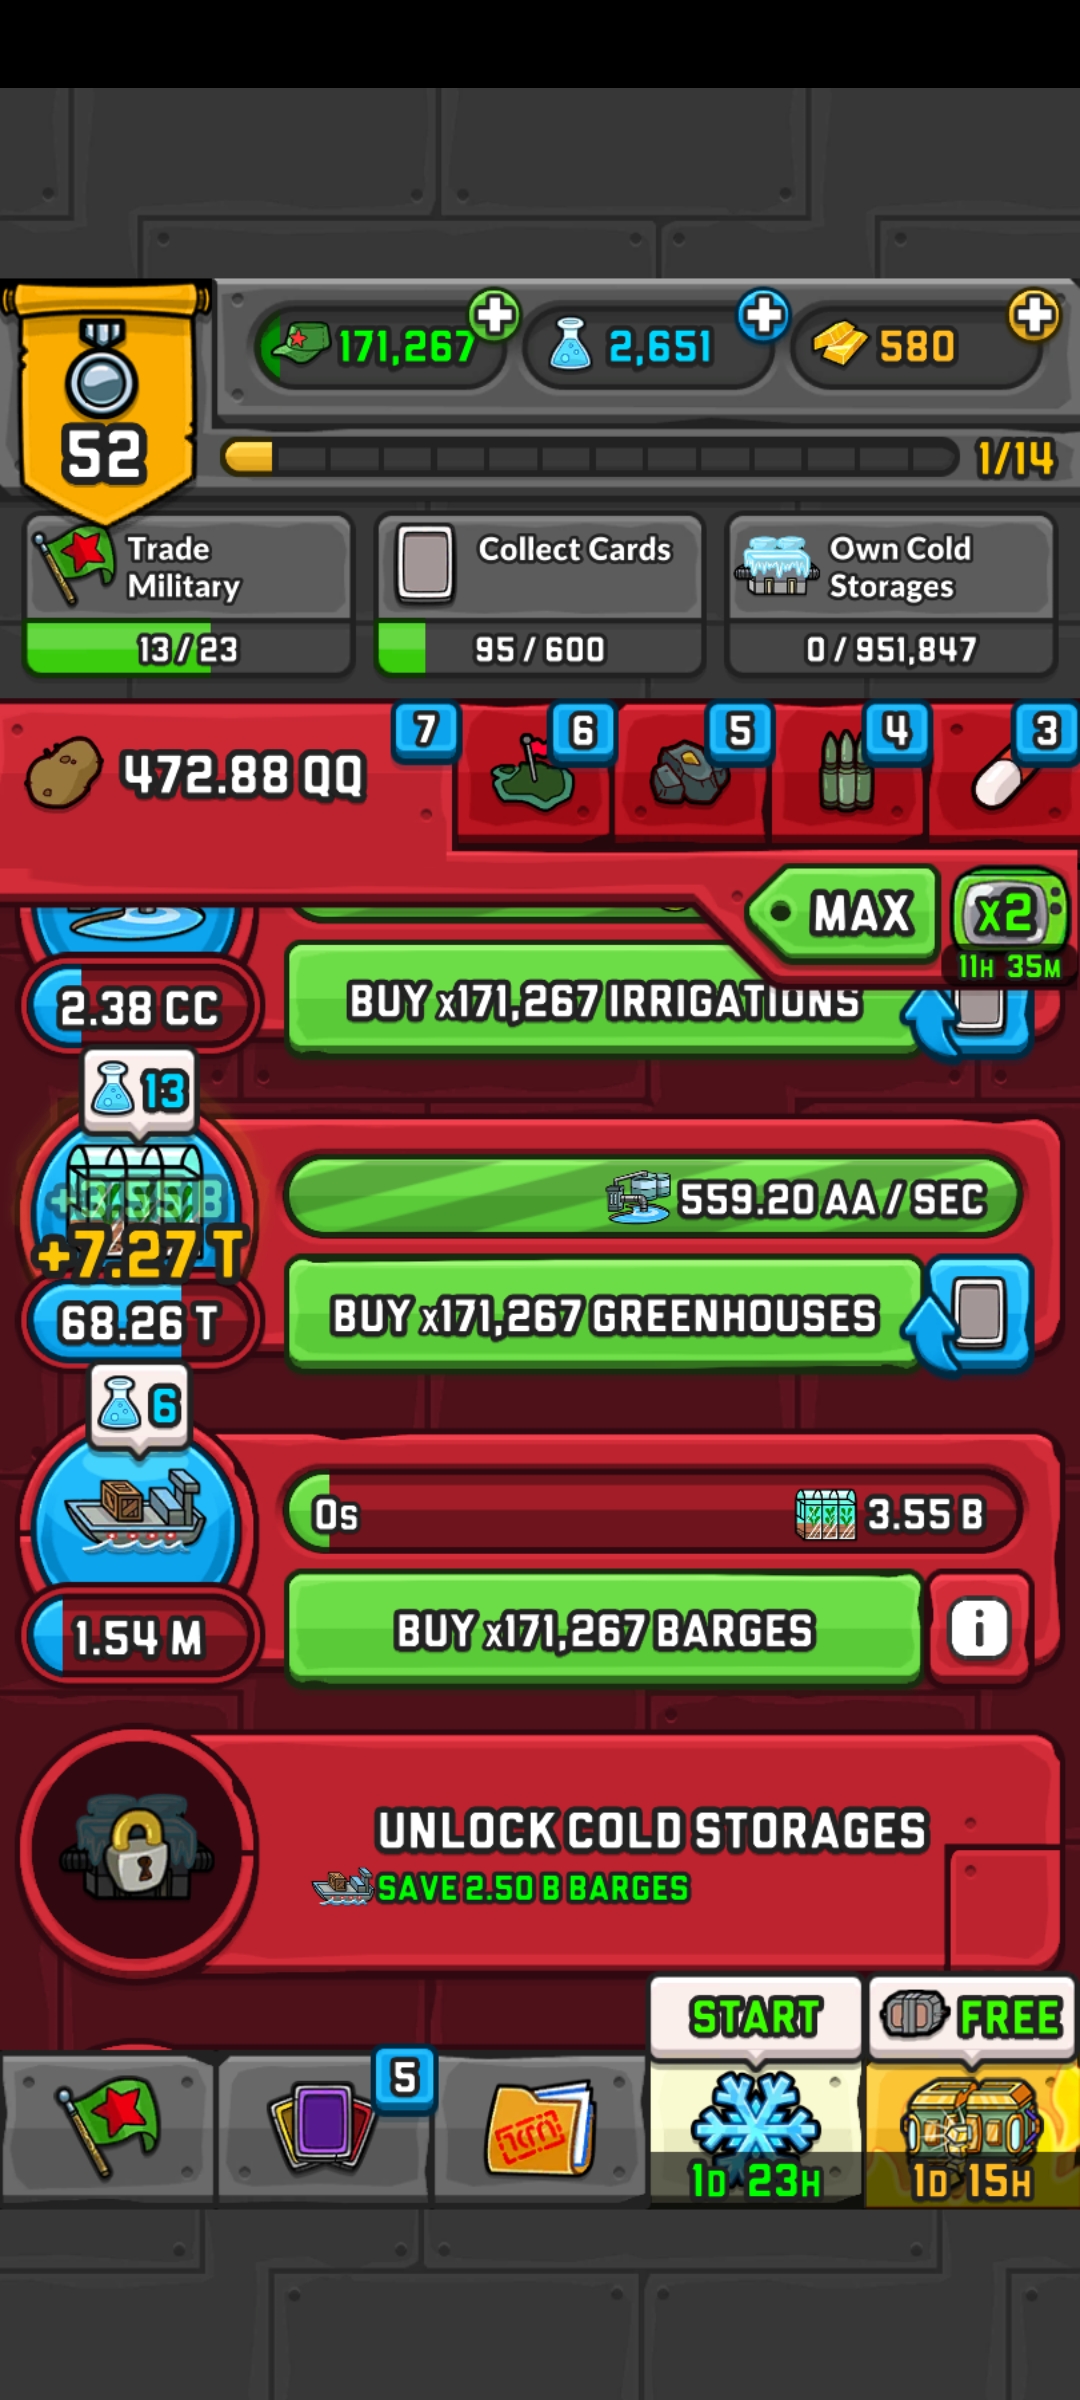 171,267
2,651
580
52
1/14
Trade
Military
13/23
Collect Cards
95/600
Own Cold
Storages
0/951,847
472.88 QQ
7
6
5
4
3
MAX
x2
11H 35M
2.38 CC
BUY x171,267 IRRIGATIONS
13
+3.55 B
+7.27 T
68.26 T
559.20 AA/SEC
BUY x171,267 GREENHOUSES
6
0s
3.55 B
1.54 M
BUY x171,267 BARGES
i
UNLOCK COLD STORAGES
SAVE 2.50 B BARGES
START
FREE
5
1D 23H
1D 15H